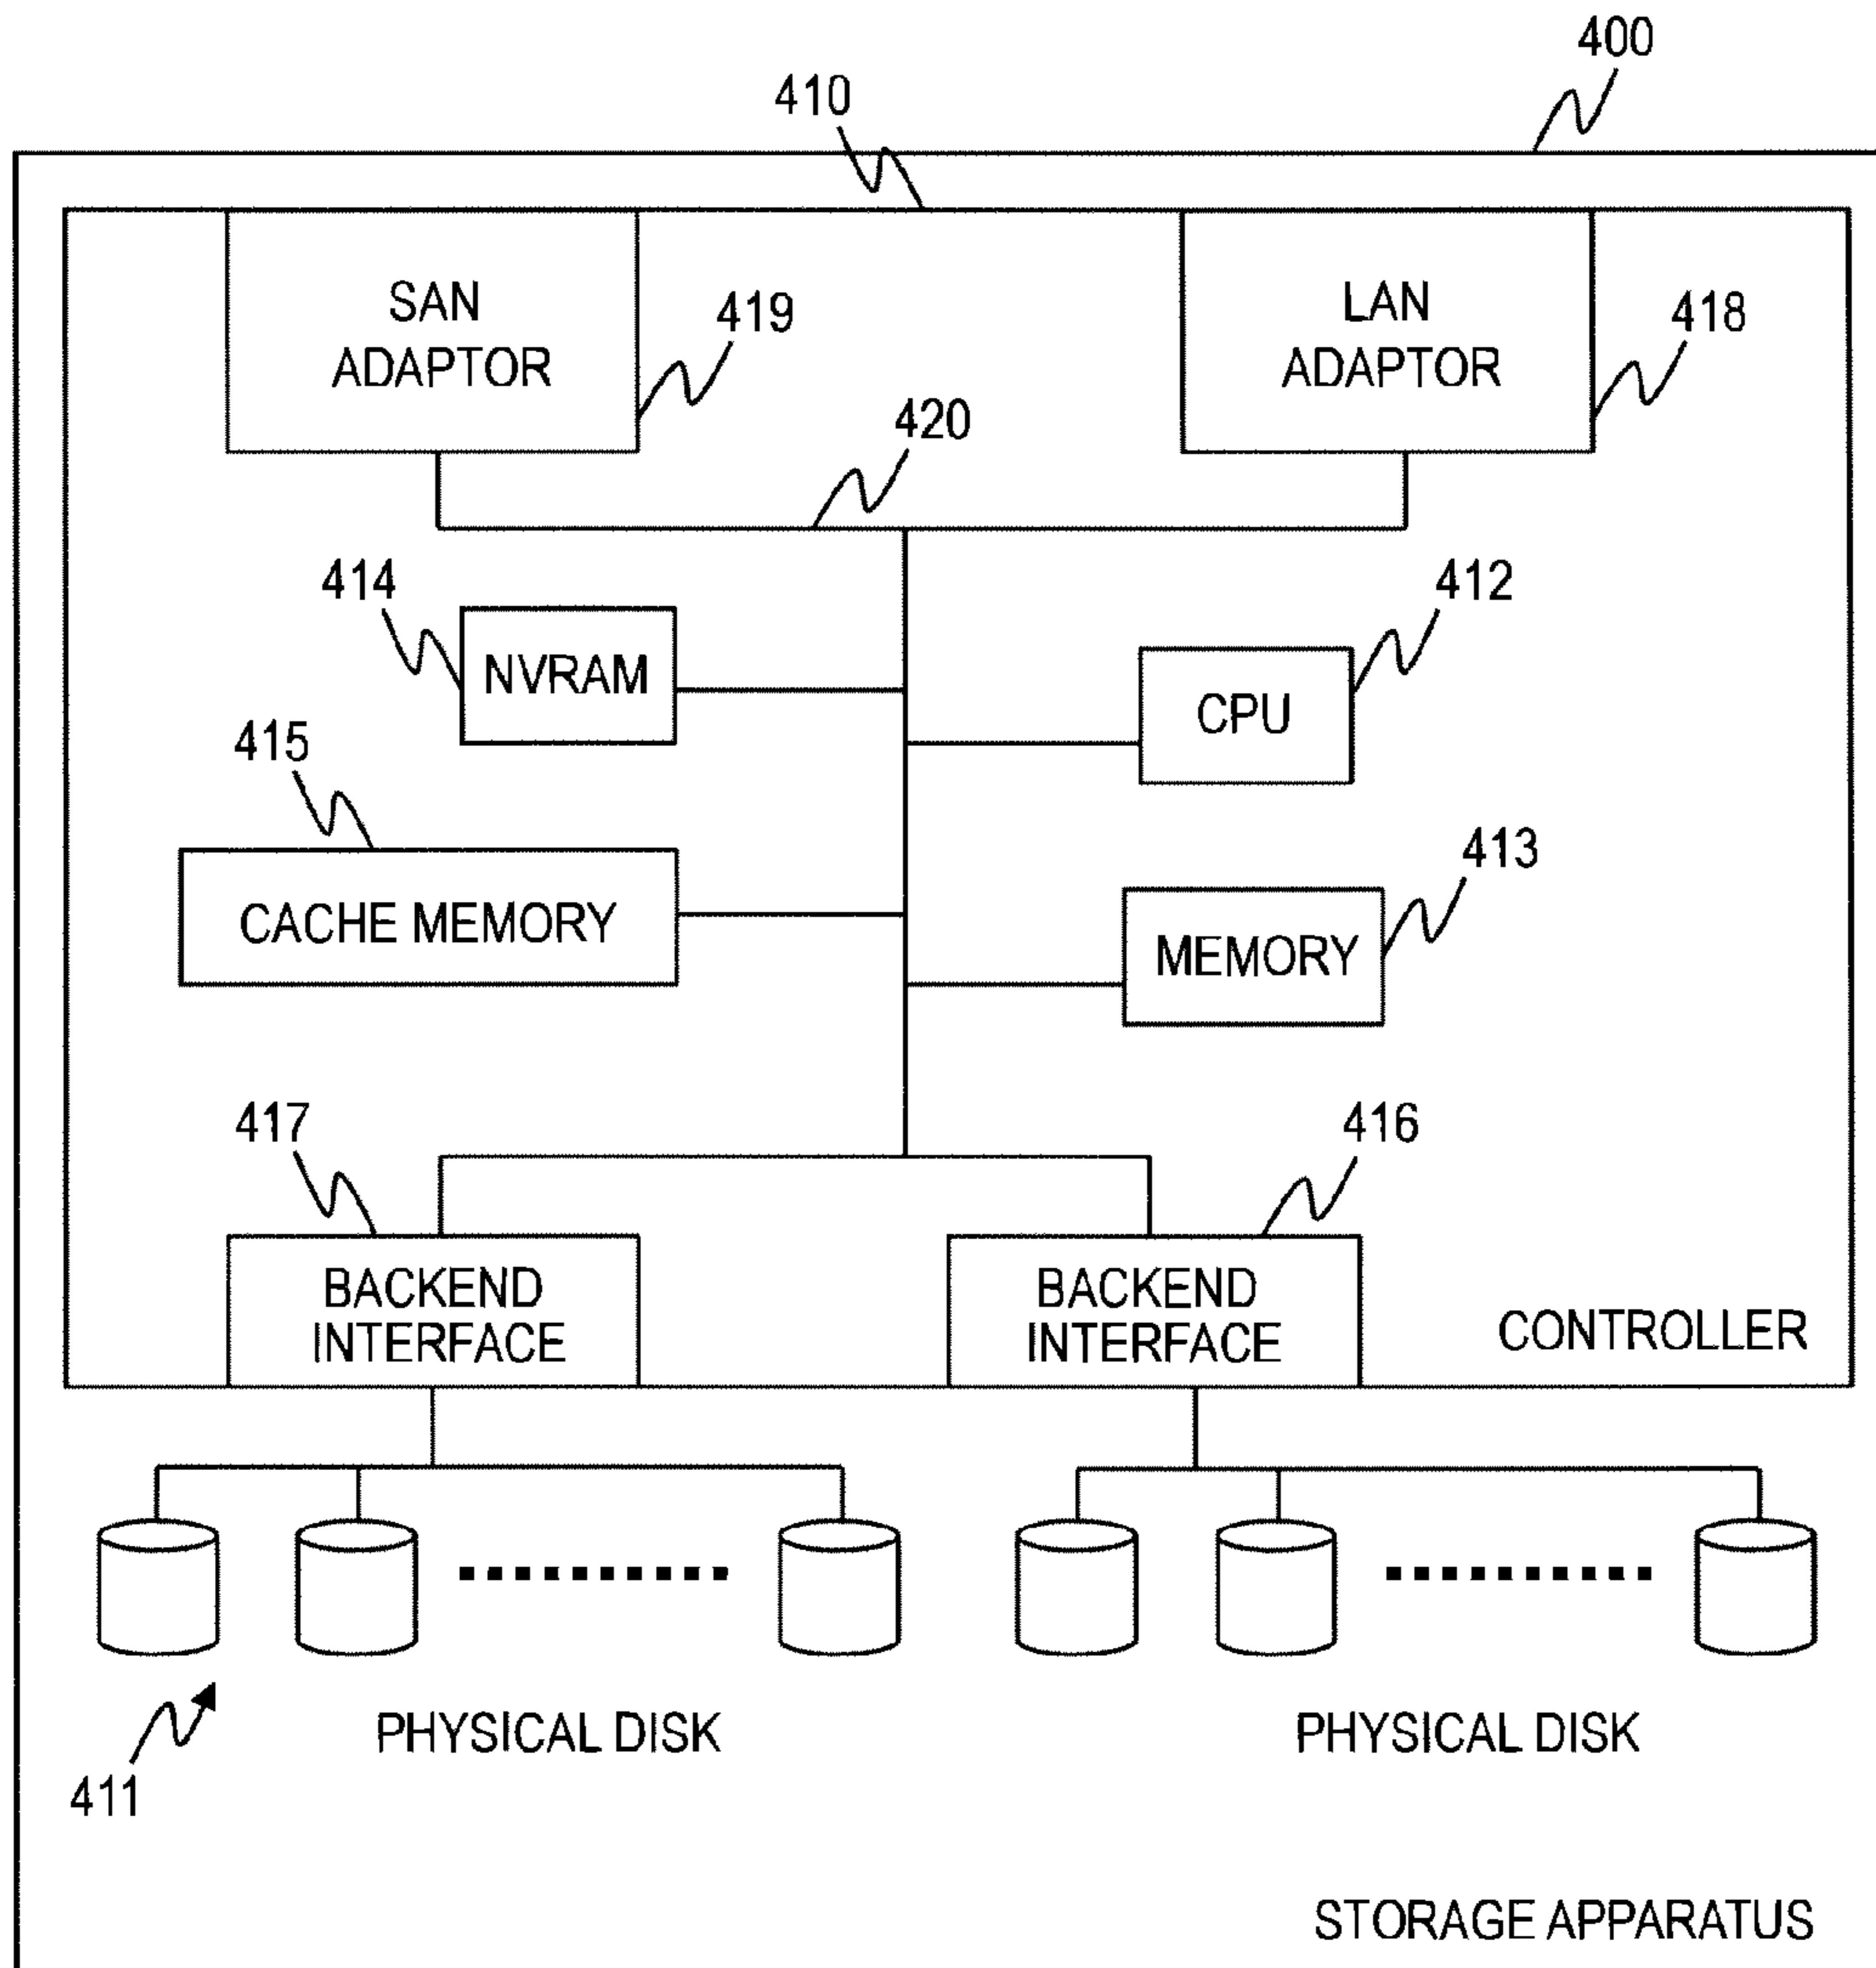 400
410
SAN
ADAPTOR
419
LAN
ADAPTOR
418
420
414
NVRAM
412
CPU
415
CACHE MEMORY
413
MEMORY
417
BACKEND
INTERFACE
416
BACKEND
INTERFACE
CONTROLLER
411
PHYSICAL DISK
PHYSICAL DISK
STORAGE APPARATUS